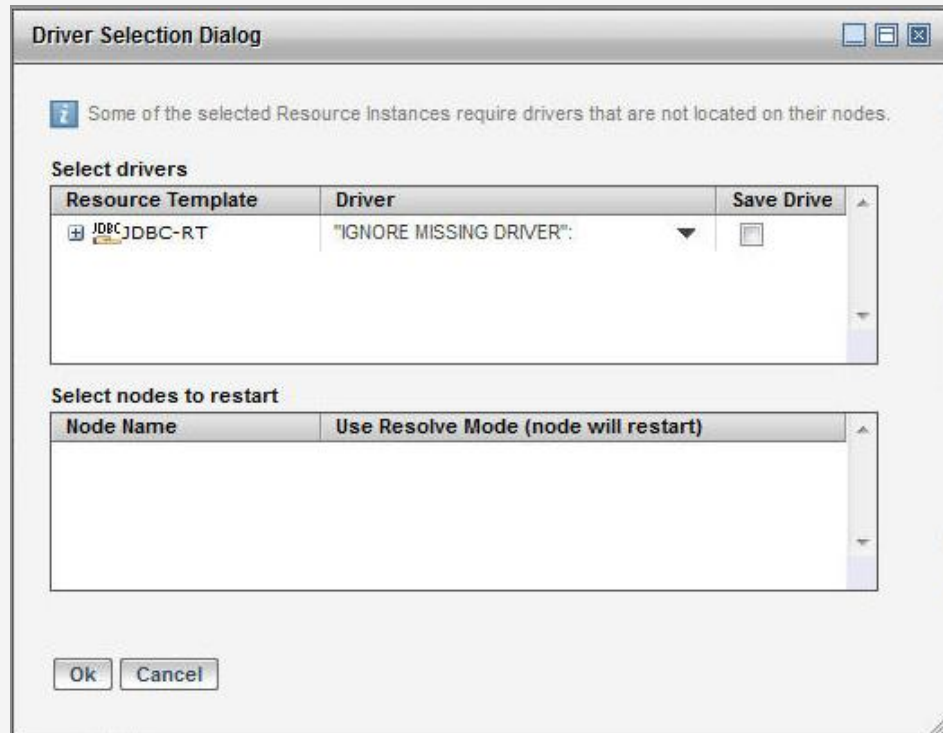 Driver Selection Dialog
Some of the selected Resource Instances require drivers that are not located on their nodes.
Select drivers
Resource Template Driver Save Drive
JDBC JDBC-RT "IGNORE MISSING DRIVER":
Select nodes to restart
Node Name Use Resolve Mode (node will restart)
Ok Cancel